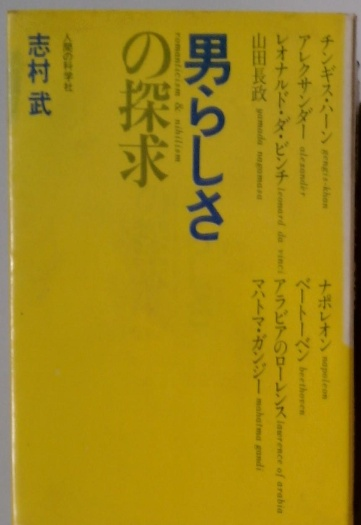 チンギス・ハーン gengis-khan
アレクサンダー alexander
レオナルド・ダ・ビンチ leonard da vinci
山田長政 yamada nagamasa
ナポレオン napoleon
ベートーベン beethoven
アラビアのローレンス laurence of arabia
マハトマ・ガンジー mahatma gandi
男らしさ
romanticism & nihilism
の探求
人間の科学社
志村 武